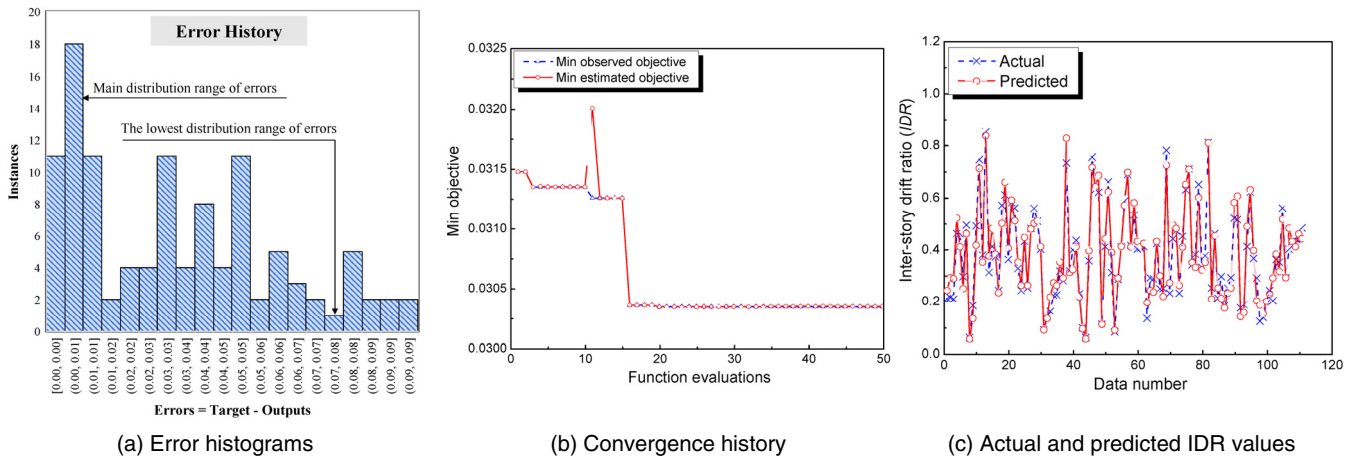 Error History
Main distribution range of errors
The lowest distribution range of errors
Instances
20
18
16
14
12
10
8
6
4
2
0
[0.00, 0.00]
(0.00, 0.01]
(0.01, 0.01]
(0.01, 0.02]
(0.02, 0.02]
(0.02, 0.03]
(0.03, 0.03]
(0.03, 0.04]
(0.04, 0.04]
(0.04, 0.05]
(0.05, 0.05]
(0.05, 0.06]
(0.06, 0.06]
(0.06, 0.07]
(0.07, 0.07]
(0.07, 0.08]
(0.08, 0.08]
(0.08, 0.09]
(0.09, 0.09]
(0.09, 0.09]
Errors = Target - Outputs
(a) Error histograms
Min observed objective
Min estimated objective
Min objective
0.0325
0.0320
0.0315
0.0310
0.0305
0.0300
0 10 20 30 40 50
Function evaluations
(b) Convergence history
Actual
Predicted
Inter-story drift ratio (IDR)
1.2
1.0
0.8
0.6
0.4
0.2
0.0
0 20 40 60 80 100 120
Data number
(c) Actual and predicted IDR values